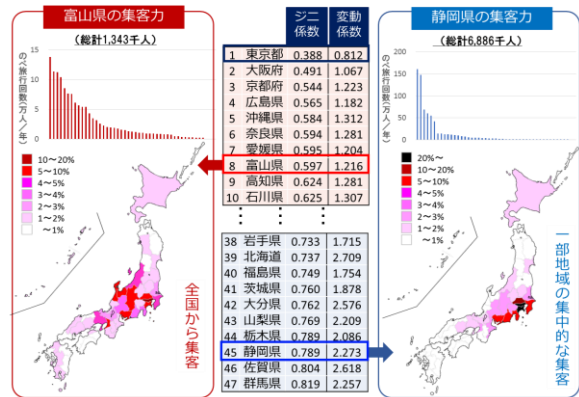 富山県の集客力
(総計1,343千人)
のべ旅行回数(万人/年)
15
10
5
0
10～20%
5～10%
4～5%
3～4%
2～3%
1～2%
～1%
全国から集客
ジニ係数 変動係数
1 東京都 0.388 0.812
2 大阪府 0.491 1.067
3 京都府 0.544 1.223
4 広島県 0.565 1.182
5 沖縄県 0.584 1.312
6 奈良県 0.594 1.281
7 愛媛県 0.595 1.204
8 富山県 0.597 1.216
9 高知県 0.624 1.281
10 石川県 0.625 1.307
⋮ ⋮ ⋮
38 岩手県 0.733 1.715
39 北海道 0.737 2.709
40 福島県 0.749 1.754
41 茨城県 0.760 1.878
42 大分県 0.762 2.576
43 山梨県 0.769 2.209
44 栃木県 0.789 2.086
45 静岡県 0.789 2.273
46 佐賀県 0.804 2.618
47 群馬県 0.819 2.257
静岡県の集客力
(総計6,886千人)
のべ旅行回数(万人/年)
200
150
100
50
0
20%～
10～20%
5～10%
4～5%
3～4%
2～3%
1～2%
～1%
一部地域の集中的な集客